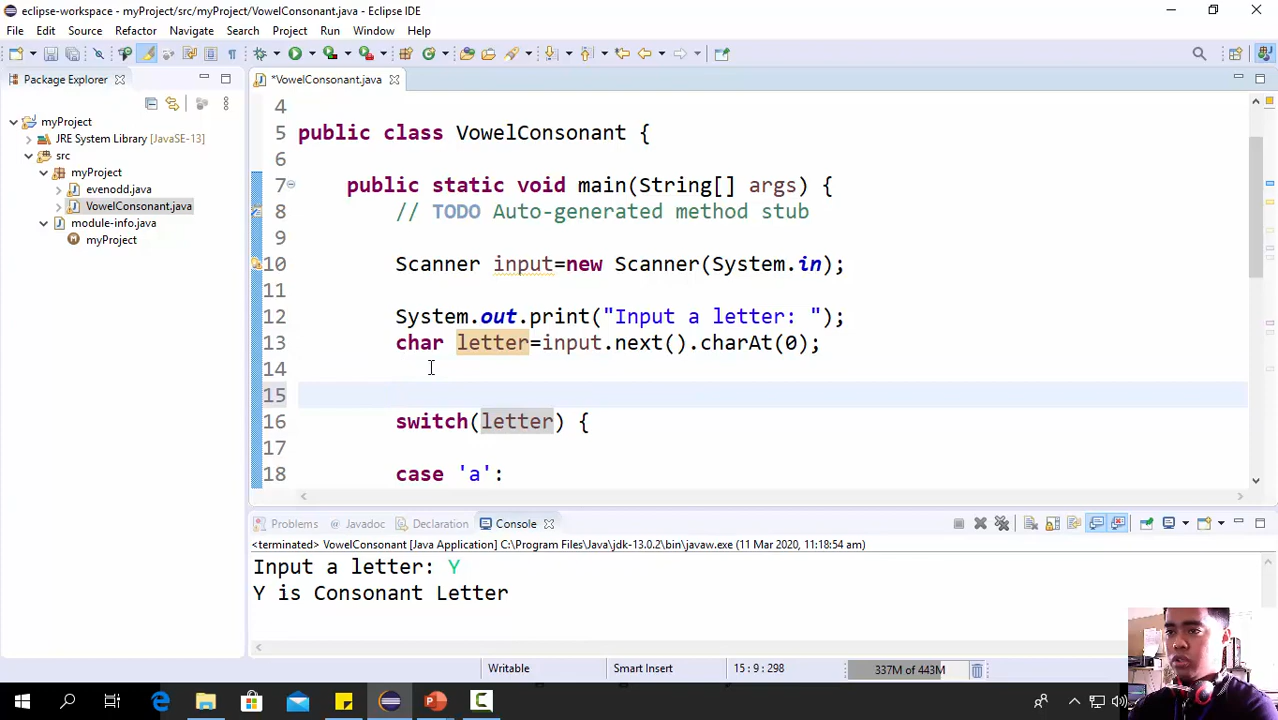 eclipse-workspace - myProject/src/myProject/VowelConsonant.java - Eclipse IDE
File Edit Source Refactor Navigate Search Project Run Window Help
Package Explorer
*VowelConsonant.java
myProject
JRE System Library [JavaSE-13]
src
myProject
evenodd.java
VowelConsonant.java
module-info.java
myProject
4
5 public class VowelConsonant {
6
7 public static void main(String[] args) {
8 // TODO Auto-generated method stub
9
10 Scanner input=new Scanner(System.in);
11
12 System.out.print("Input a letter: ");
13 char letter=input.next().charAt(0);
14
15
16 switch(letter) {
17
18 case 'a':
Problems Javadoc Declaration Console
<terminated> VowelConsonant [Java Application] C:\Program Files\Java\jdk-13.0.2\bin\javaw.exe (11 Mar 2020, 11:18:54 am)
Input a letter: Y
Y is Consonant Letter
Writable Smart Insert 15 : 9 : 298 337M of 443M